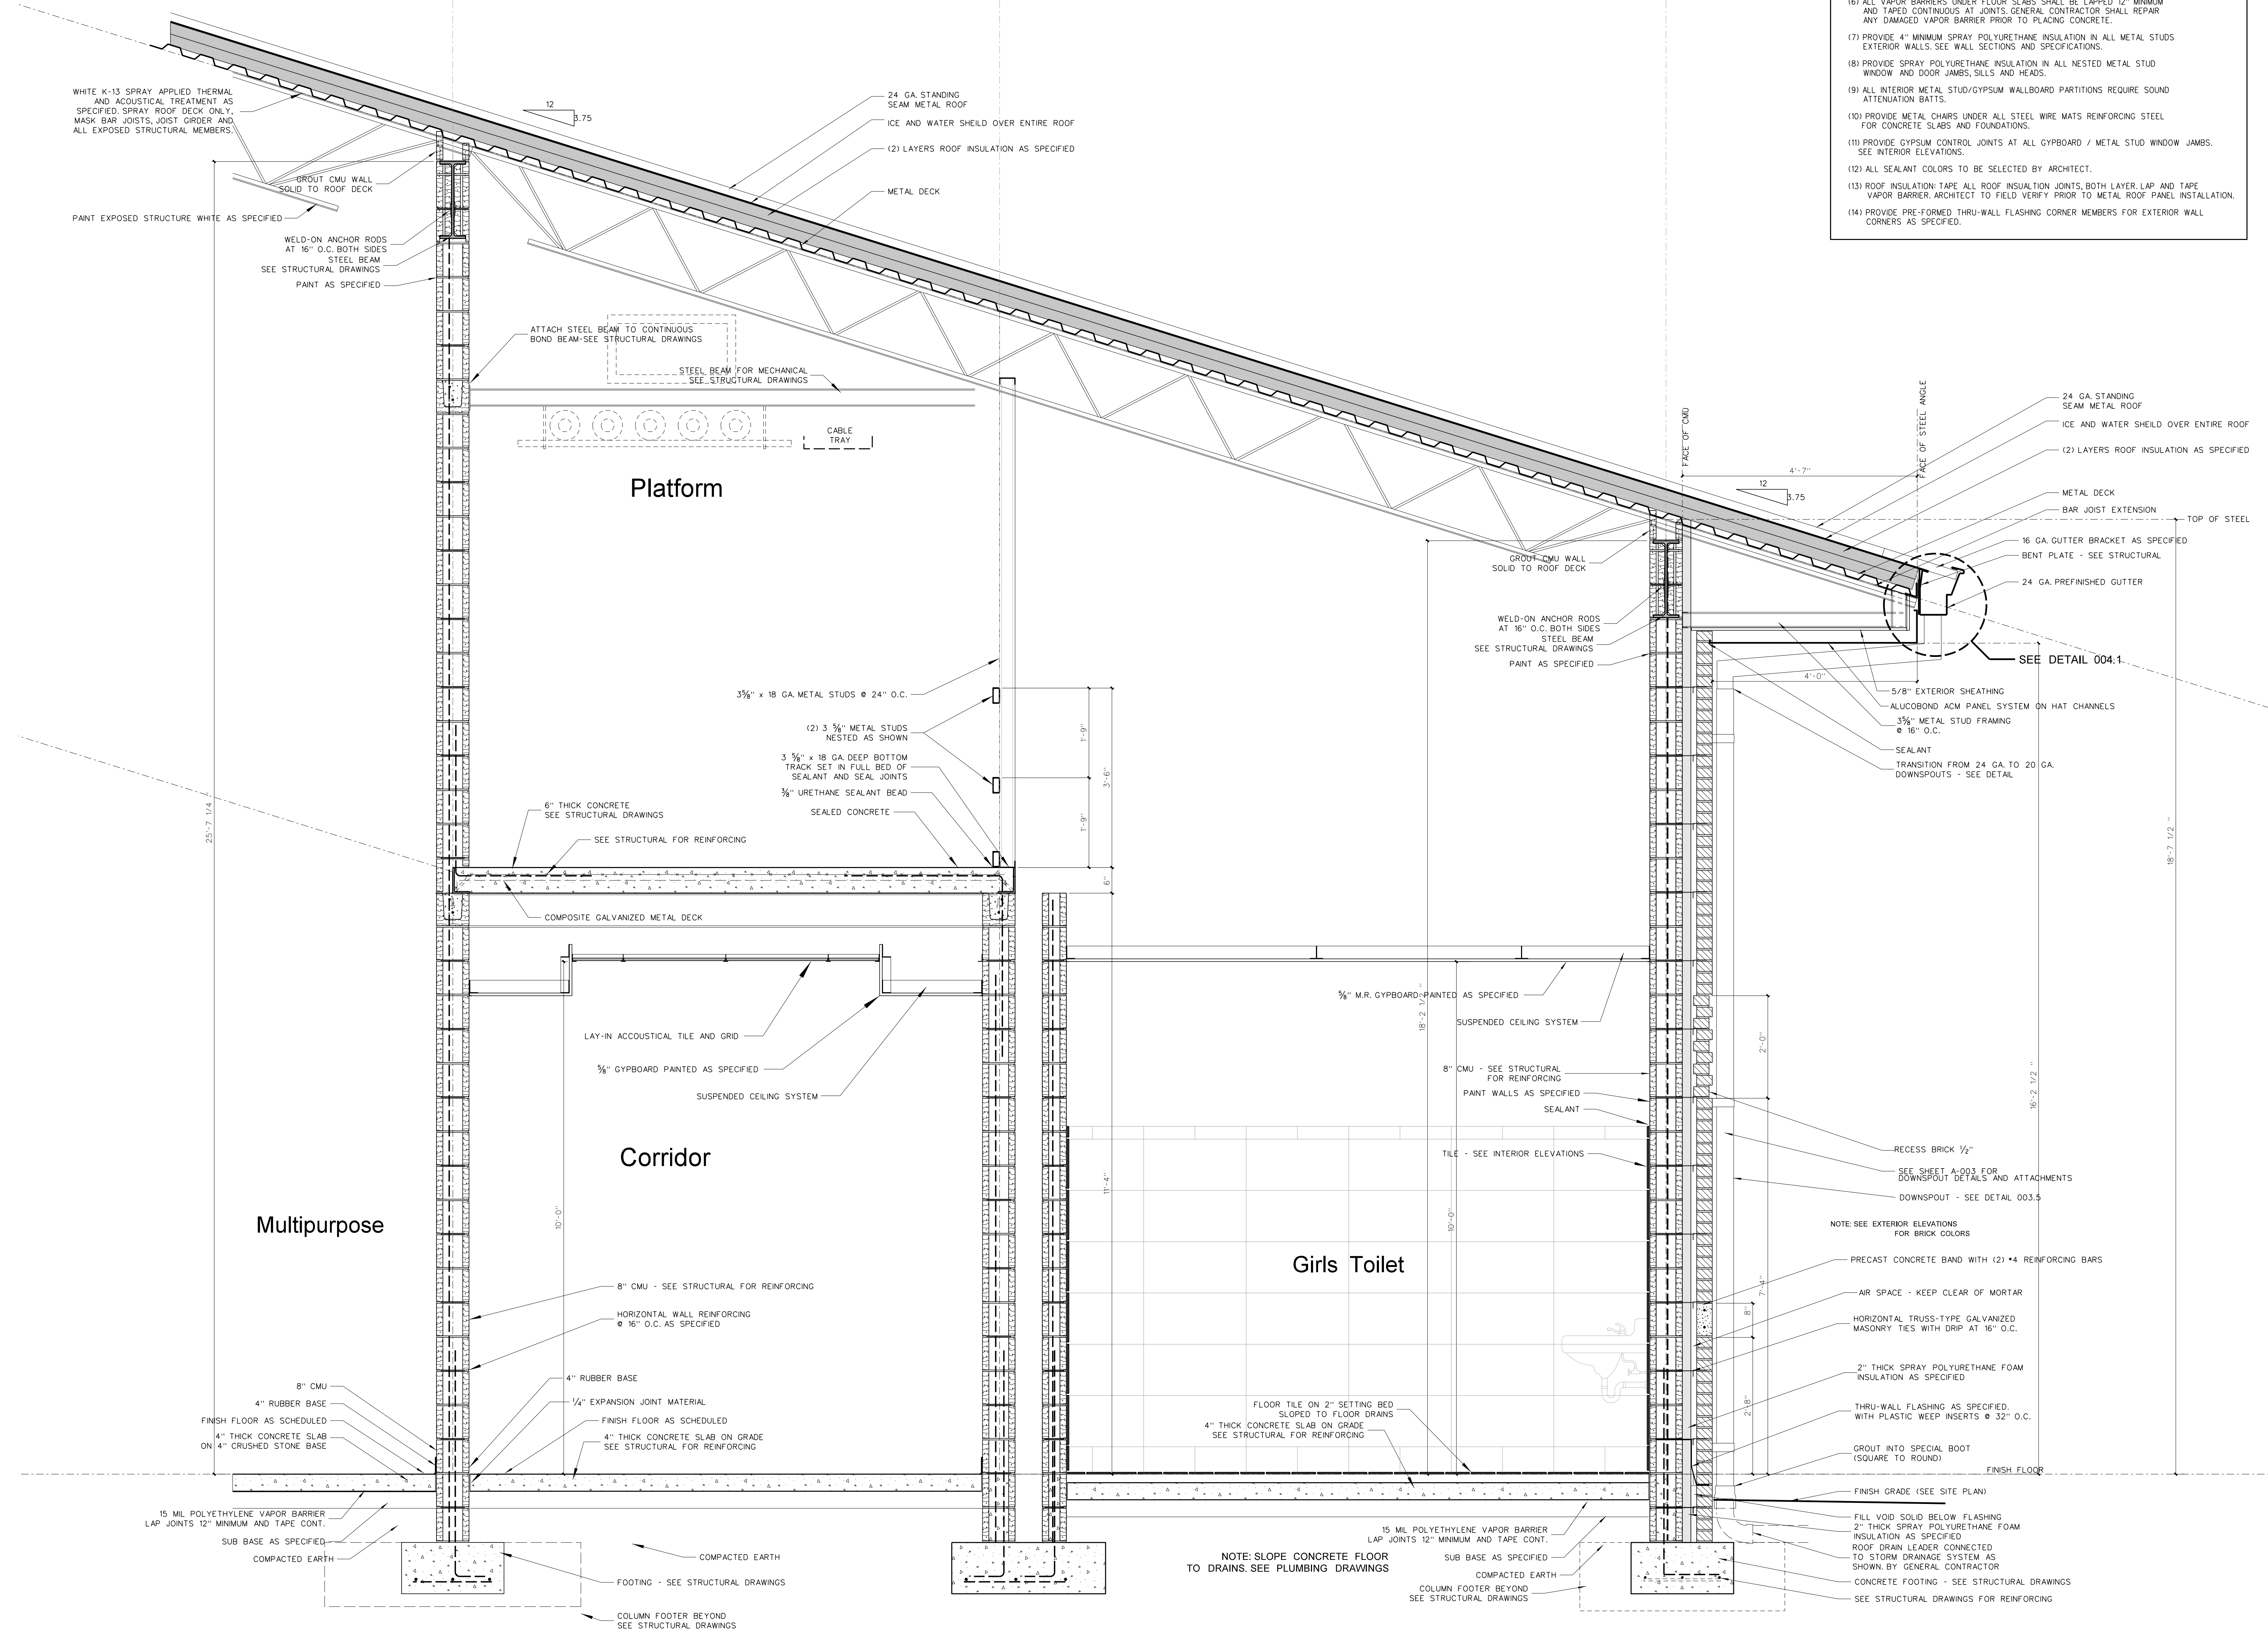 (6) ALL VAPOR BARRIERS UNDER FLOOR SLABS SHALL BE LAPPED 12" MINIMUM
AND TAPED CONTINUOUS AT JOINTS. GENERAL CONTRACTOR SHALL REPAIR
ANY DAMAGED VAPOR BARRIER PRIOR TO PLACING CONCRETE.
(7) PROVIDE 4" MINIMUM SPRAY POLYURETHANE INSULATION IN ALL METAL STUDS
EXTERIOR WALLS. SEE WALL SECTIONS AND SPECIFICATIONS.
(8) PROVIDE SPRAY POLYURETHANE INSULATION IN ALL NESTED METAL STUD
WINDOW AND DOOR JAMBS, SILLS AND HEADS.
(9) ALL INTERIOR METAL STUD/GYPSUM WALLBOARD PARTITIONS REQUIRE SOUND
ATTENUATION BATTS.
(10) PROVIDE METAL CHAIRS UNDER ALL STEEL WIRE MATS REINFORCING STEEL
FOR CONCRETE SLABS AND FOUNDATIONS.
(11) PROVIDE GYPSUM CONTROL JOINTS AT ALL GYPBOARD / METAL STUD WINDOW JAMBS.
SEE INTERIOR ELEVATIONS.
(12) ALL SEALANT COLORS TO BE SELECTED BY ARCHITECT.
(13) ROOF INSULATION: TAPE ALL ROOF INSUALTION JOINTS, BOTH LAYER. LAP AND TAPE
VAPOR BARRIER. ARCHITECT TO FIELD VERIFY PRIOR TO METAL ROOF PANEL INSTALLATION.
(14) PROVIDE PRE-FORMED THRU-WALL FLASHING CORNER MEMBERS FOR EXTERIOR WALL
CORNERS AS SPECIFIED.
WHITE K-13 SPRAY APPLIED THERMAL
AND ACOUSTICAL TREATMENT AS
SPECIFIED. SPRAY ROOF DECK ONLY,
MASK BAR JOISTS, JOIST GIRDER AND
ALL EXPOSED STRUCTURAL MEMBERS.
12
3.75
24 GA. STANDING
SEAM METAL ROOF
ICE AND WATER SHEILD OVER ENTIRE ROOF
(2) LAYERS ROOF INSULATION AS SPECIFIED
METAL DECK
GROUT CMU WALL
SOLID TO ROOF DECK
PAINT EXPOSED STRUCTURE WHITE AS SPECIFIED
WELD-ON ANCHOR RODS
AT 16" O.C. BOTH SIDES
STEEL BEAM
SEE STRUCTURAL DRAWINGS
PAINT AS SPECIFIED
ATTACH STEEL BEAM TO CONTINUOUS
BOND BEAM-SEE STRUCTURAL DRAWINGS
STEEL BEAM FOR MECHANICAL
SEE STRUCTURAL DRAWINGS
CABLE
TRAY
Platform
FACE OF CMU
FACE OF STEEL ANGLE
4'-7"
12
3.75
24 GA. STANDING
SEAM METAL ROOF
ICE AND WATER SHEILD OVER ENTIRE ROOF
(2) LAYERS ROOF INSULATION AS SPECIFIED
METAL DECK
BAR JOIST EXTENSION
TOP OF STEEL
16 GA. GUTTER BRACKET AS SPECIFIED
BENT PLATE - SEE STRUCTURAL
24 GA. PREFINISHED GUTTER
GROUT CMU WALL
SOLID TO ROOF DECK
WELD-ON ANCHOR RODS
AT 16" O.C. BOTH SIDES
STEEL BEAM
SEE STRUCTURAL DRAWINGS
PAINT AS SPECIFIED
SEE DETAIL 004.1
4'-0"
5/8" EXTERIOR SHEATHING
ALUCOBOND ACM PANEL SYSTEM ON HAT CHANNELS
3⅝" METAL STUD FRAMING
@ 16" O.C.
SEALANT
TRANSITION FROM 24 GA. TO 20 GA.
DOWNSPOUTS - SEE DETAIL
3⅝" x 18 GA. METAL STUDS @ 24" O.C.
(2) 3 ⅝" METAL STUDS
NESTED AS SHOWN
3 ⅝" x 18 GA. DEEP BOTTOM
TRACK SET IN FULL BED OF
SEALANT AND SEAL JOINTS
⅜" URETHANE SEALANT BEAD
SEALED CONCRETE
1'-9"
1'-9"
3'-6"
6"
25'-7 1/4"
18'-7 1/2 "
6" THICK CONCRETE
SEE STRUCTURAL DRAWINGS
SEE STRUCTURAL FOR REINFORCING
COMPOSITE GALVANIZED METAL DECK
LAY-IN ACCOUSTICAL TILE AND GRID
⅝" GYPBOARD PAINTED AS SPECIFIED
SUSPENDED CEILING SYSTEM
⅝" M.R. GYPBOARD PAINTED AS SPECIFIED
18'-2 1/2 "
SUSPENDED CEILING SYSTEM
8" CMU - SEE STRUCTURAL
FOR REINFORCING
PAINT WALLS AS SPECIFIED
SEALANT
TILE - SEE INTERIOR ELEVATIONS
2'-0"
16'-2 1/2 "
RECESS BRICK ½"
SEE SHEET A-003 FOR
DOWNSPOUT DETAILS AND ATTACHMENTS
DOWNSPOUT - SEE DETAIL 003.5
NOTE: SEE EXTERIOR ELEVATIONS
FOR BRICK COLORS
Corridor
Multipurpose
Girls Toilet
10'-0"
11'-4"
10'-0"
7'-4"
8"
2'-8"
PRECAST CONCRETE BAND WITH (2) #4 REINFORCING BARS
AIR SPACE - KEEP CLEAR OF MORTAR
HORIZONTAL TRUSS-TYPE GALVANIZED
MASONRY TIES WITH DRIP AT 16" O.C.
2" THICK SPRAY POLYURETHANE FOAM
INSULATION AS SPECIFIED
THRU-WALL FLASHING AS SPECIFIED.
WITH PLASTIC WEEP INSERTS @ 32" O.C.
GROUT INTO SPECIAL BOOT
(SQUARE TO ROUND)
FINISH FLOOR
FINISH GRADE (SEE SITE PLAN)
FILL VOID SOLID BELOW FLASHING
2" THICK SPRAY POLYURETHANE FOAM
INSULATION AS SPECIFIED
ROOF DRAIN LEADER CONNECTED
TO STORM DRAINAGE SYSTEM AS
SHOWN. BY GENERAL CONTRACTOR
CONCRETE FOOTING - SEE STRUCTURAL DRAWINGS
SEE STRUCTURAL DRAWINGS FOR REINFORCING
8" CMU - SEE STRUCTURAL FOR REINFORCING
HORIZONTAL WALL REINFORCING
@ 16" O.C. AS SPECIFIED
8" CMU
4" RUBBER BASE
FINISH FLOOR AS SCHEDULED
4" THICK CONCRETE SLAB
ON 4" CRUSHED STONE BASE
4" RUBBER BASE
¼" EXPANSION JOINT MATERIAL
FINISH FLOOR AS SCHEDULED
4" THICK CONCRETE SLAB ON GRADE
SEE STRUCTURAL FOR REINFORCING
FLOOR TILE ON 2" SETTING BED
SLOPED TO FLOOR DRAINS
4" THICK CONCRETE SLAB ON GRADE
SEE STRUCTURAL FOR REINFORCING
15 MIL POLYETHYLENE VAPOR BARRIER
LAP JOINTS 12" MINIMUM AND TAPE CONT.
SUB BASE AS SPECIFIED
COMPACTED EARTH
COMPACTED EARTH
FOOTING - SEE STRUCTURAL DRAWINGS
COLUMN FOOTER BEYOND
SEE STRUCTURAL DRAWINGS
NOTE: SLOPE CONCRETE FLOOR
TO DRAINS. SEE PLUMBING DRAWINGS
15 MIL POLYETHYLENE VAPOR BARRIER
LAP JOINTS 12" MINIMUM AND TAPE CONT.
SUB BASE AS SPECIFIED
COMPACTED EARTH
COLUMN FOOTER BEYOND
SEE STRUCTURAL DRAWINGS